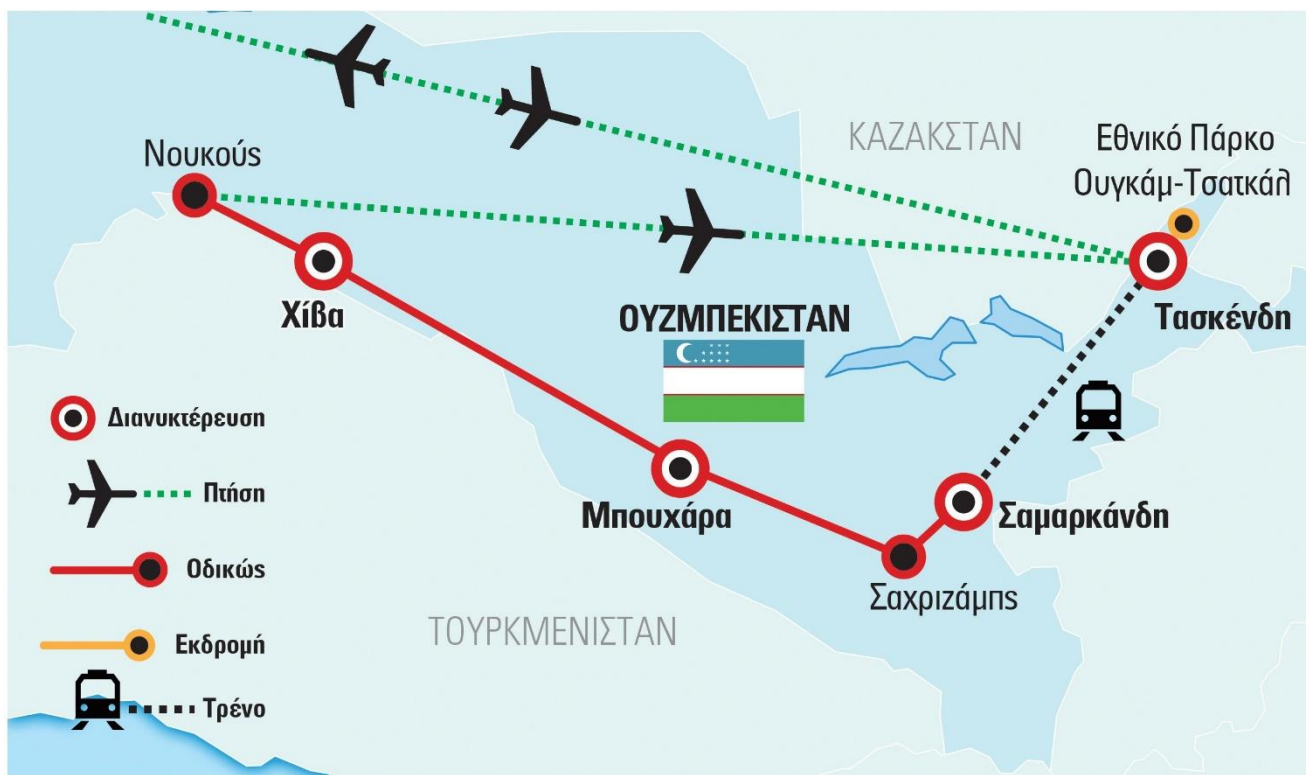 ΚΑΖΑΚΣΤΑΝ
Εθνικό Πάρκο
Ουγκάμ-Τσατκάλ
Νουκούς
Χίβα
ΟΥΖΜΠΕΚΙΣΤΑΝ
Τασκένδη
Μπουχάρα
Σαμαρκάνδη
Σαχριζάμπς
ΤΟΥΡΚΜΕΝΙΣΤΑΝ
Διανυκτέρευση
Πτήση
Οδικώς
Εκδρομή
Τρένο